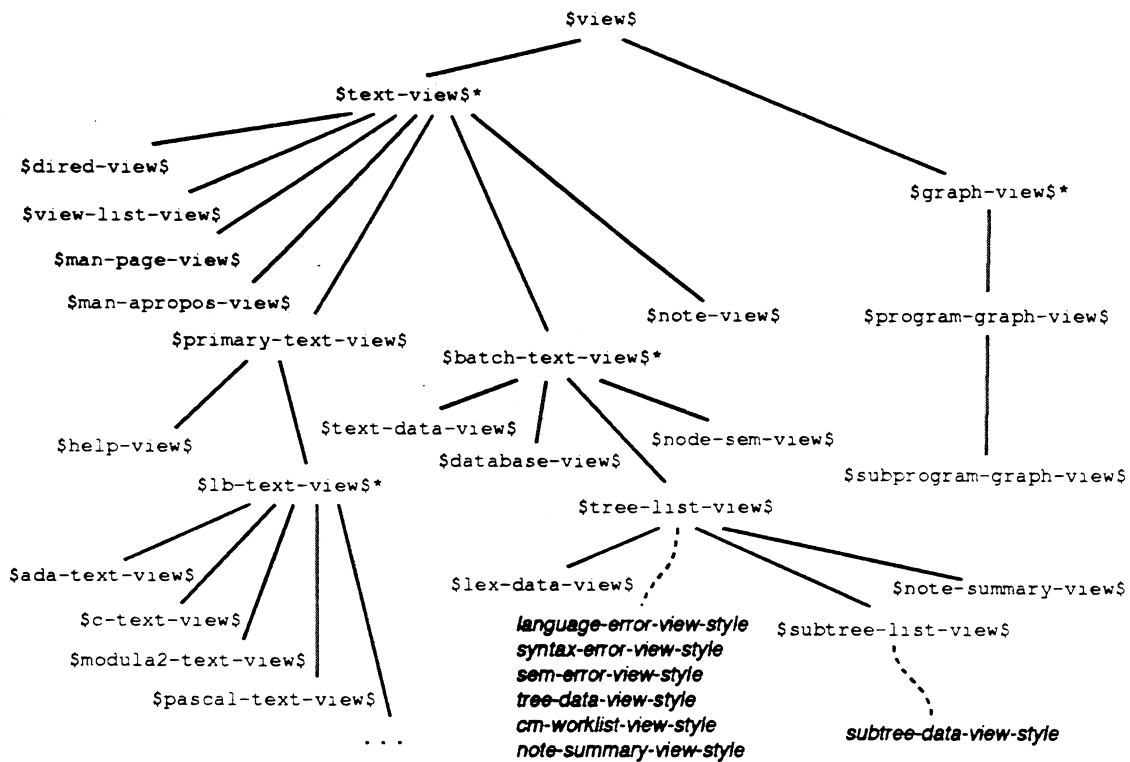 $view$
$text-view$*
$dired-view$
$graph-view$*
$view-list-view$
$man-page-view$
$man-apropos-view$
$note-view$
$program-graph-view$
$primary-text-view$
$batch-text-view$*
$text-data-view$
$help-view$
$node-sem-view$
$database-view$
$subprogram-graph-view$
$lb-text-view$*
$tree-list-view$
$ada-text-view$
$lex-data-view$
$note-summary-view$
$c-text-view$
language-error-view-style
$subtree-list-view$
syntax-error-view-style
$modula2-text-view$
sem-error-view-style
$pascal-text-view$
tree-data-view-style
cm-worklist-view-style
subtree-data-view-style
. . .
note-summary-view-style